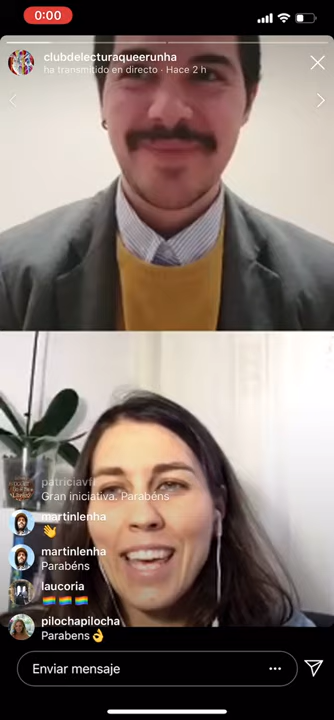 0:00
clubdelecturaqueerunha
ha transmitido en directo · Hace 2 h
Gran iniciativa. Parabéns
martinlenha
👋
martinlenha
Parabéns
laucoria
🏳️‍🌈🏳️‍🌈🏳️‍🌈
pilochapilocha
Parabens👌
Enviar mensaje